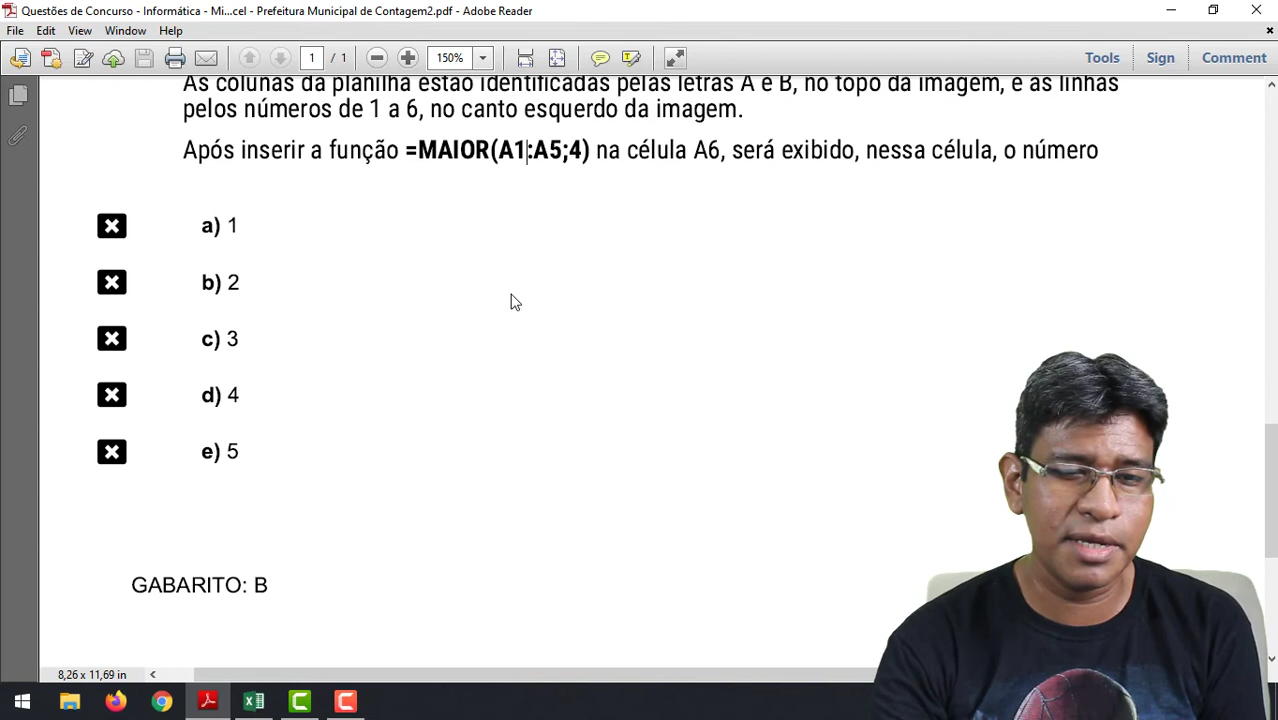 Questões de Concurso - Informática - Mi...cel - Prefeitura Municipal de Contagem2.pdf - Adobe Reader
File Edit View Window Help
1 / 1 150% Tools Sign Comment
As colunas da planilha estão identificadas pelas letras A e B, no topo da imagem, e as linhas
pelos números de 1 a 6, no canto esquerdo da imagem.
Após inserir a função =MAIOR(A1:A5;4) na célula A6, será exibido, nessa célula, o número
a) 1
b) 2
c) 3
d) 4
e) 5
GABARITO: B
8,26 x 11,69 in